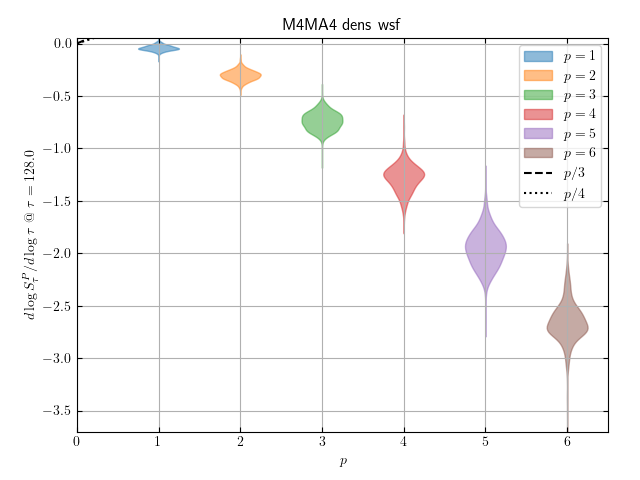 M4MA4 dens wsf
d log S_τ^P / d log τ @ τ = 128.0
0.0
−0.5
−1.0
−1.5
−2.0
−2.5
−3.0
−3.5
0 1 2 3 4 5 6
p
p = 1
p = 2
p = 3
p = 4
p = 5
p = 6
p/3
p/4